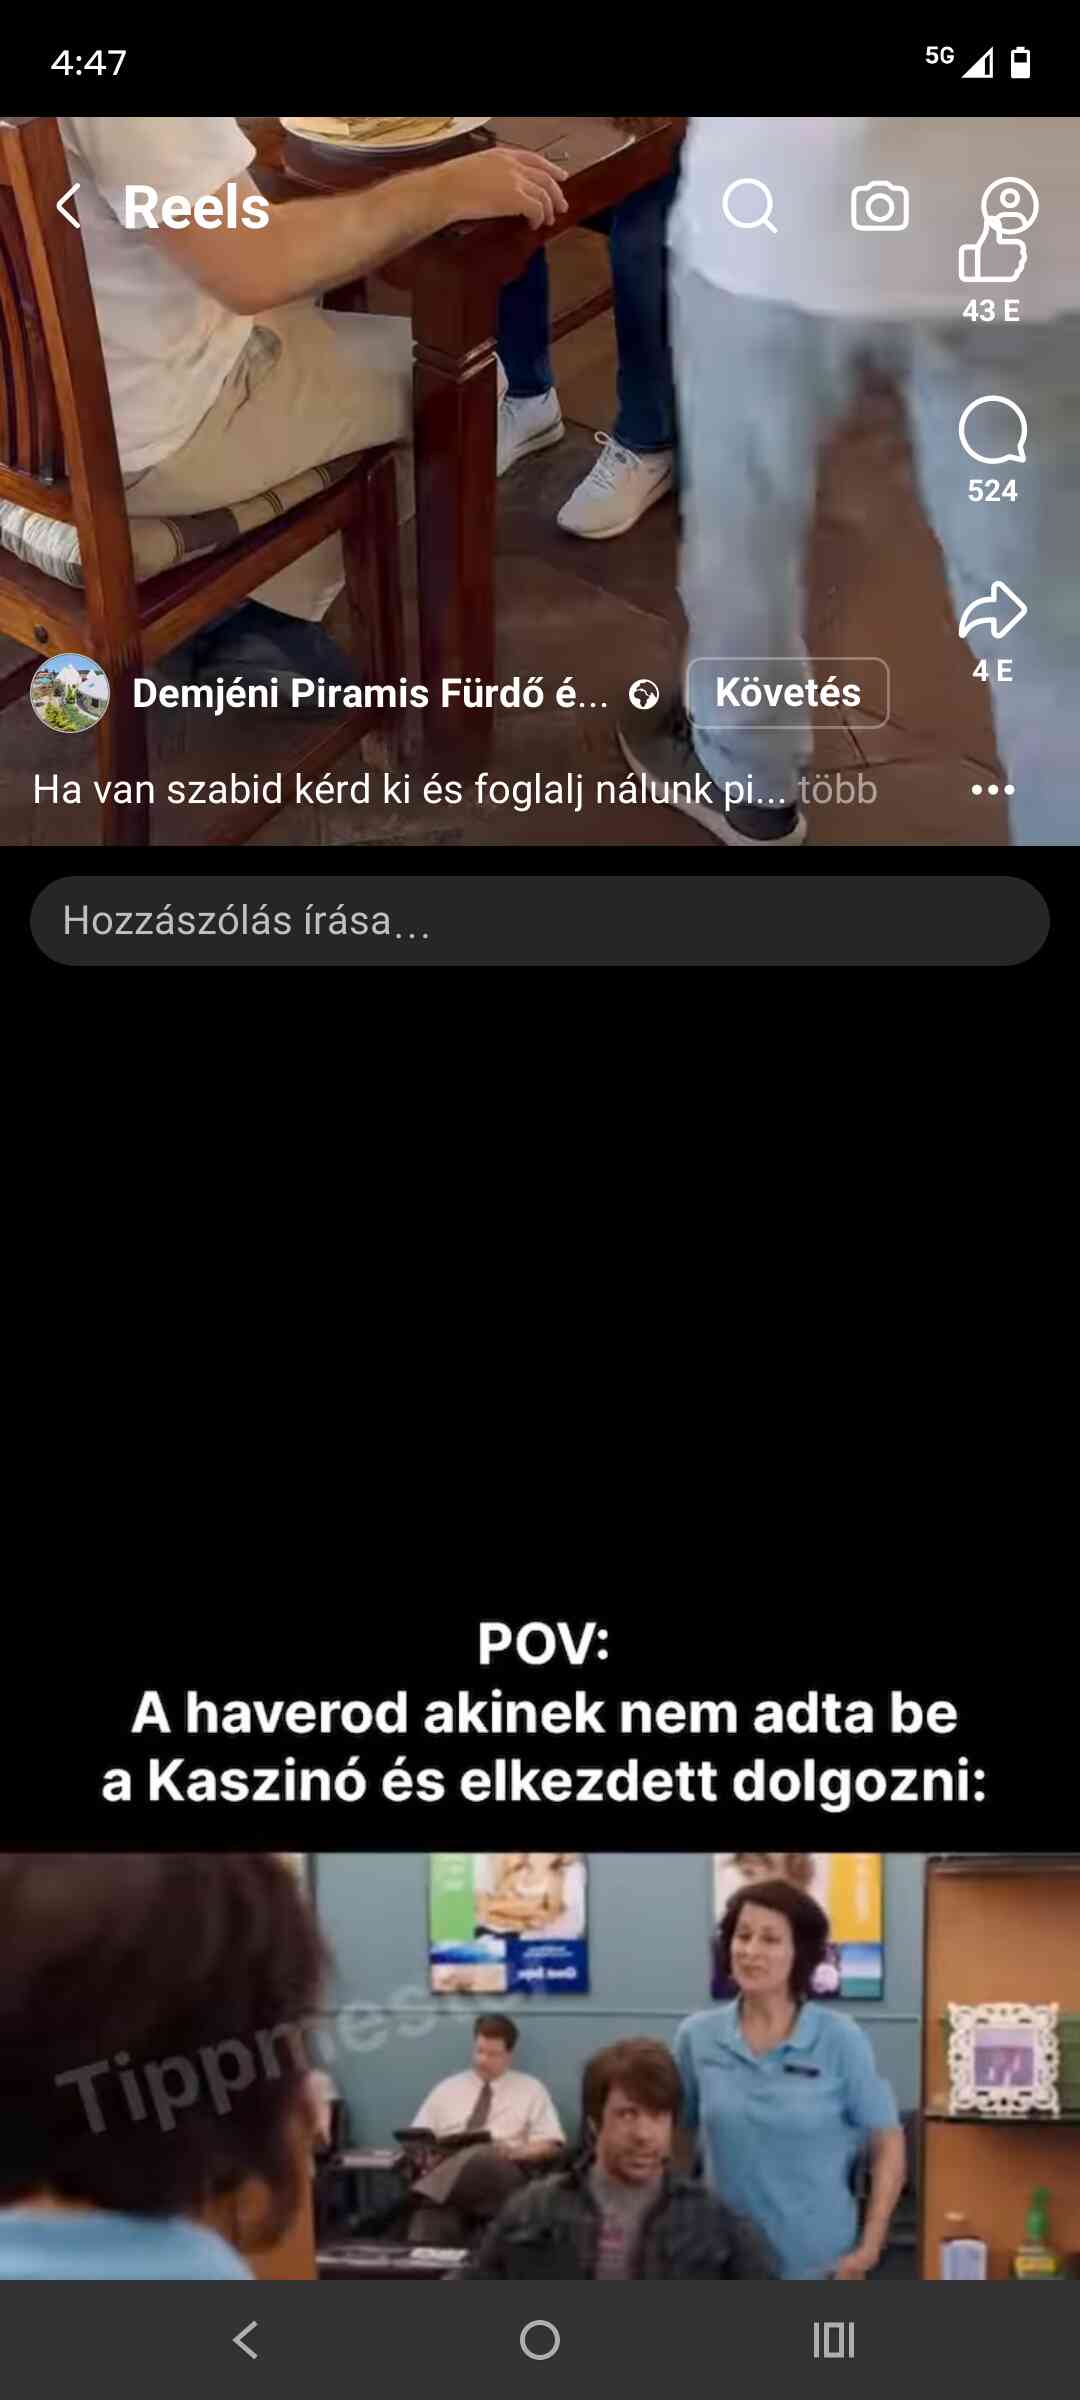 4:47
5G
Reels
43 E
524
4 E
Demjéni Piramis Fürdő é...
Követés
Ha van szabid kérd ki és foglalj nálunk pi... több
Hozzászólás írása...
POV:
A haverod akinek nem adta be
a Kaszinó és elkezdett dolgozni: